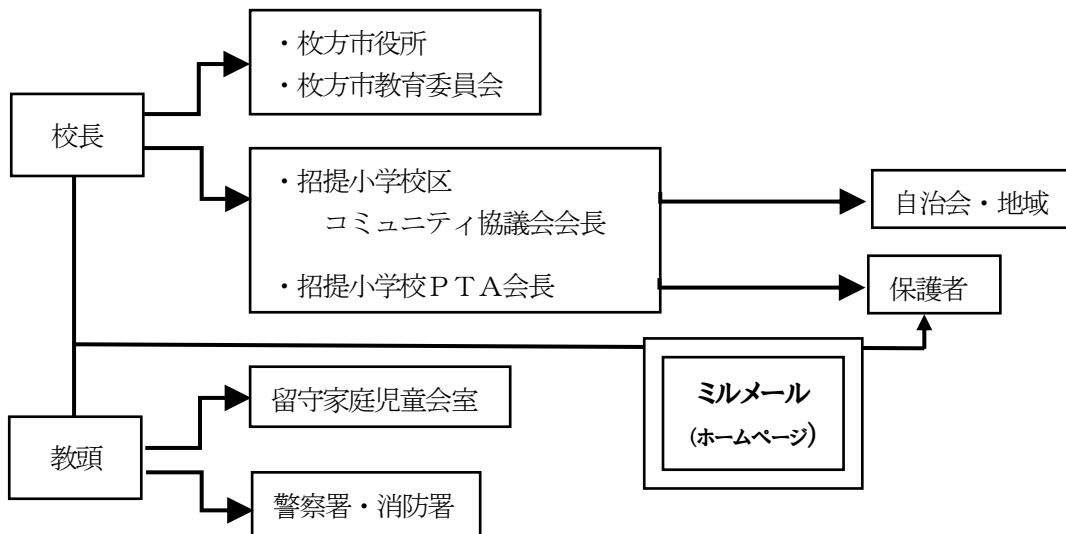 ・枚方市役所
・枚方市教育委員会
校長
・招提小学校区
コミュニティ協議会会長
・招提小学校ＰＴＡ会長
自治会・地域
保護者
ミルメール
(ホームページ)
留守家庭児童会室
教頭
警察署・消防署